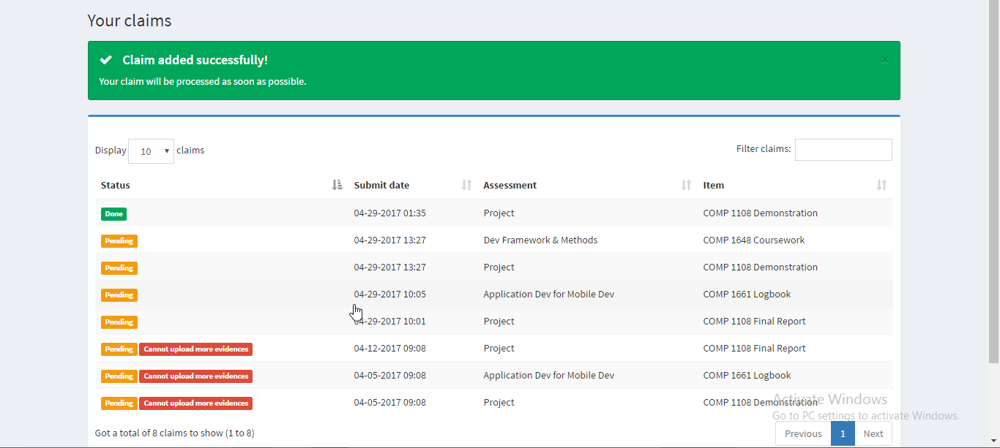 Your claims
Claim added successfully!
×
Your claim will be processed as soon as possible.
Display 10 claims Filter claims:
Status Submit date Assessment Item
Done 04-29-2017 01:35 Project COMP 1108 Demonstration
Pending 04-29-2017 13:27 Dev Framework & Methods COMP 1648 Coursework
Pending 04-29-2017 13:27 Project COMP 1108 Demonstration
Pending 04-29-2017 10:05 Application Dev for Mobile Dev COMP 1661 Logbook
Pending 04-29-2017 10:01 Project COMP 1108 Final Report
Pending Cannot upload more evidences 04-12-2017 09:08 Project COMP 1108 Final Report
Pending Cannot upload more evidences 04-05-2017 09:08 Application Dev for Mobile Dev COMP 1661 Logbook
Pending Cannot upload more evidences 04-05-2017 09:08 Project COMP 1108 Demonstration
Activate Windows
Go to PC settings to activate Windows.
Got a total of 8 claims to show (1 to 8) Previous 1 Next